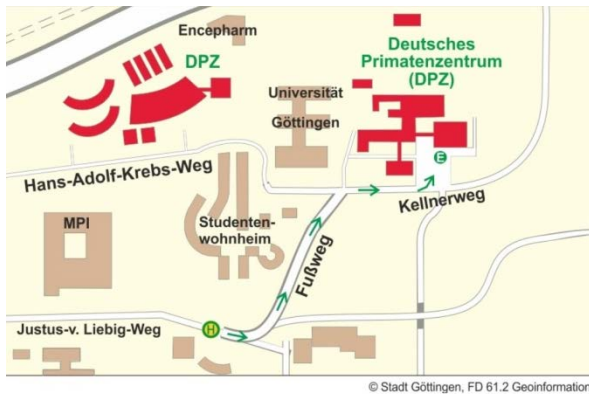 Encepharm
DPZ
Deutsches
Primatenzentrum
(DPZ)
Universität
Göttingen
E
Hans-Adolf-Krebs-Weg
Kellnerweg
MPI
Studenten-
wohnheim
Fußweg
Justus-v. Liebig-Weg
H
© Stadt Göttingen, FD 61.2 Geoinformation